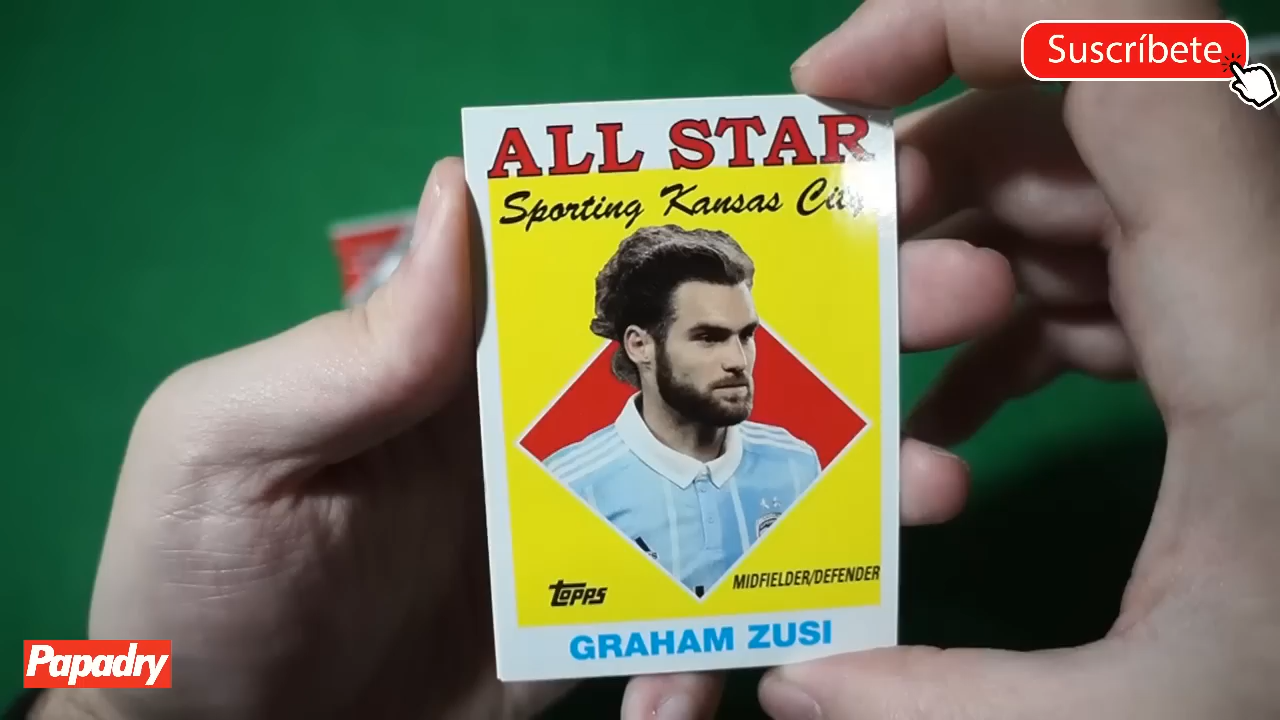 Suscríbete
ALL STAR
Sporting Kansas City
MIDFIELDER/DEFENDER
TOPPS
GRAHAM ZUSI
Papadry